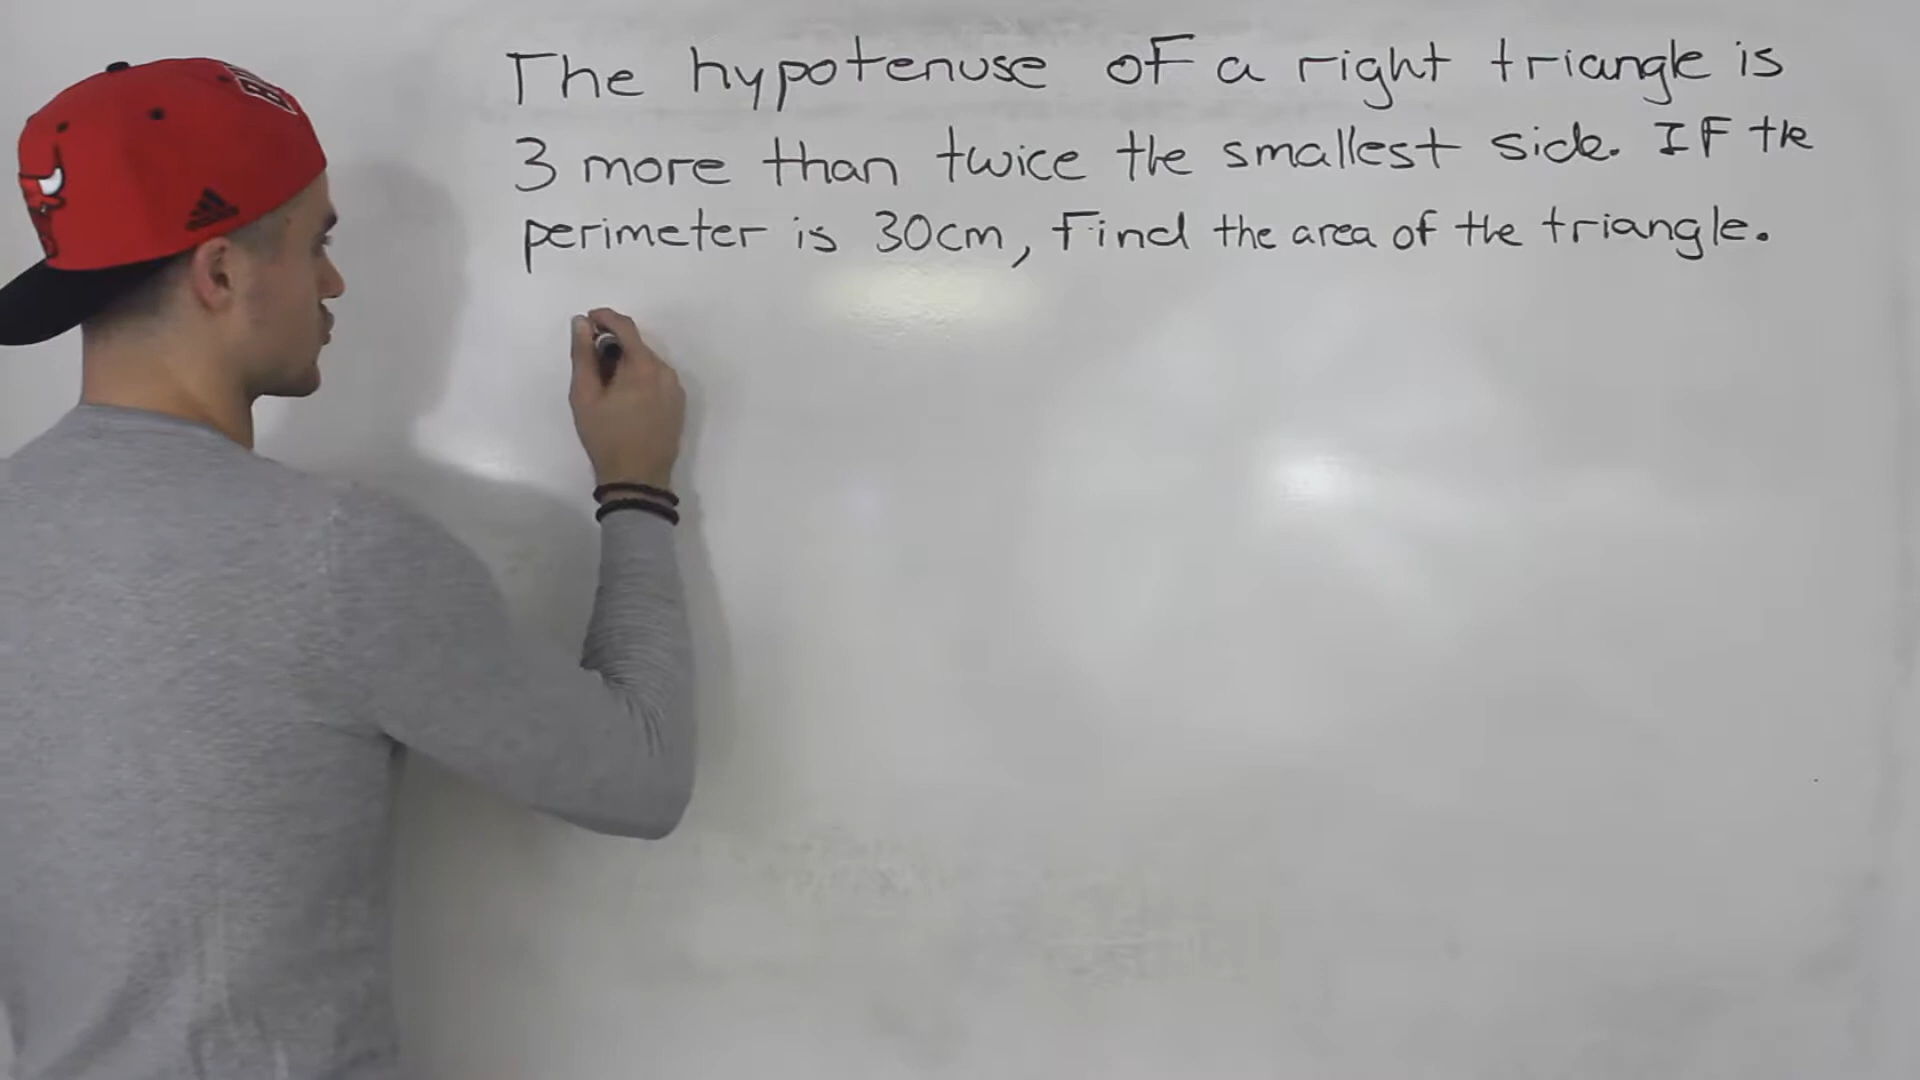 The hypotenuse of a right triangle is
3 more than twice the smallest side. If the
perimeter is 30cm, Find the area of the triangle.